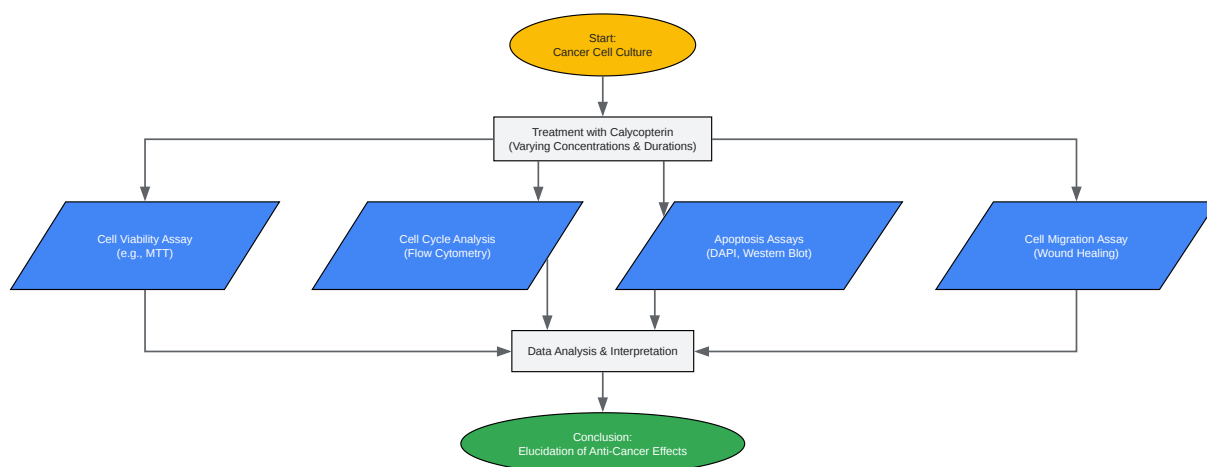 Start:
Cancer Cell Culture
Treatment with Calycopterin
(Varying Concentrations & Durations)
Cell Viability Assay
(e.g., MTT)
Cell Cycle Analysis
(Flow Cytometry)
Apoptosis Assays
(DAPI, Western Blot)
Cell Migration Assay
(Wound Healing)
Data Analysis & Interpretation
Conclusion:
Elucidation of Anti-Cancer Effects